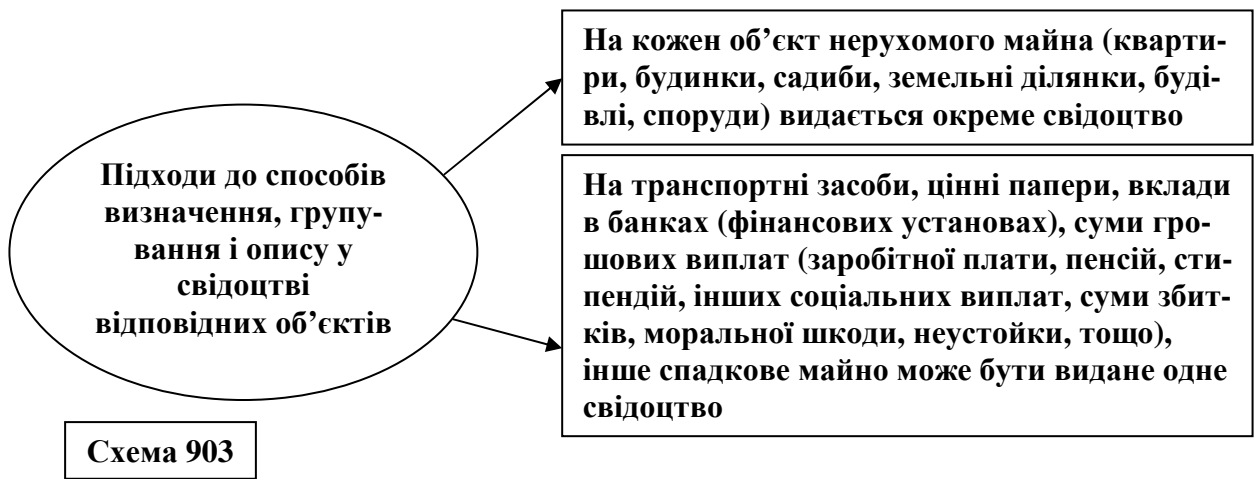 Підходи до способів
визначення, групу-
вання і опису у
свідоцтві
відповідних об’єктів
На кожен об’єкт нерухомого майна (кварти-
ри, будинки, садиби, земельні ділянки, буді-
влі, споруди) видається окреме свідоцтво
На транспортні засоби, цінні папери, вклади
в банках (фінансових установах), суми гро-
шових виплат (заробітної плати, пенсій, сти-
пендій, інших соціальних виплат, суми збит-
ків, моральної шкоди, неустойки, тощо),
інше спадкове майно може бути видане одне
свідоцтво
Схема 903